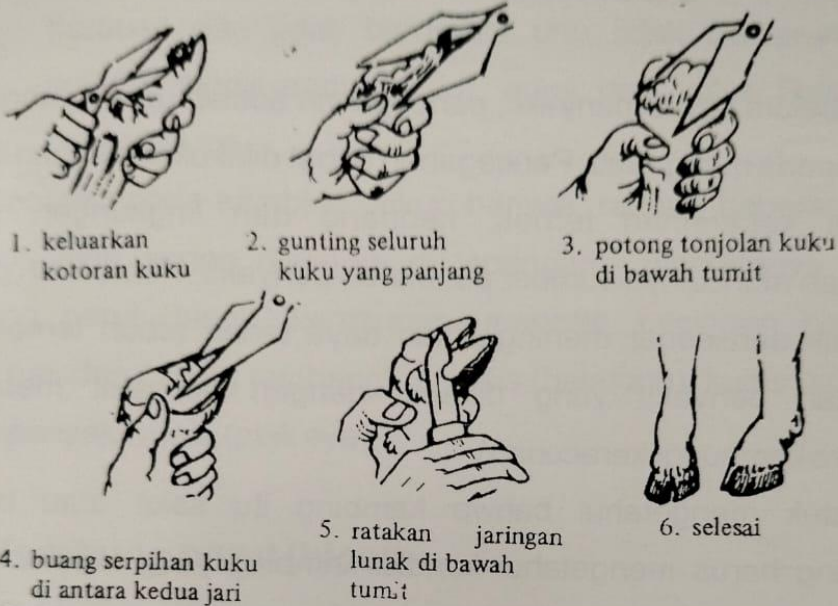 1. keluarkan
kotoran kuku
2. gunting seluruh
kuku yang panjang
3. potong tonjolan kuku
di bawah tumit
4. buang serpihan kuku
di antara kedua jari
5. ratakan jaringan
lunak di bawah
tumit
6. selesai